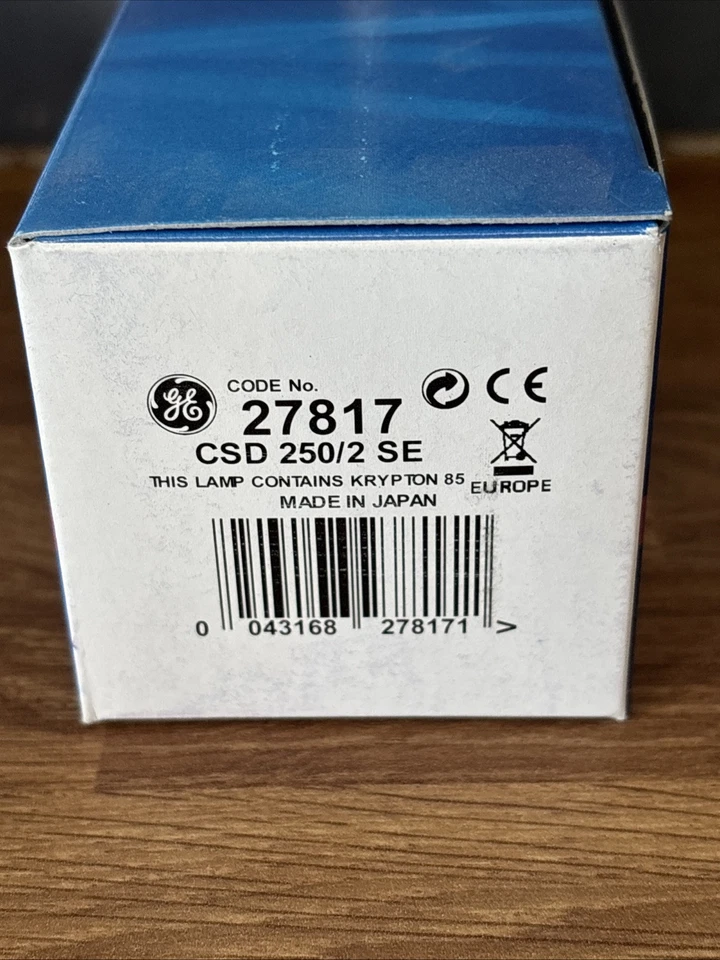 GE
CODE No.
27817
CE
CSD 250/2 SE
THIS LAMP CONTAINS KRYPTON 85
EUROPE
MADE IN JAPAN
0 043168 278171 >